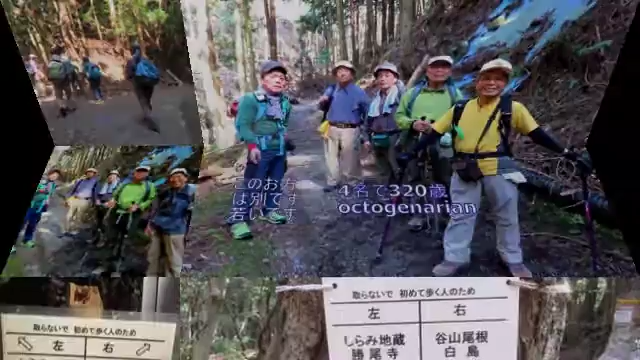 このお方
は別です
若いです
4名で320歳
octogenarian
取らないで 初めて歩く人のため
左 右
取らないで 初めて歩く人のため
左 右
しらみ地蔵 谷山尾根
勝尾寺 白島